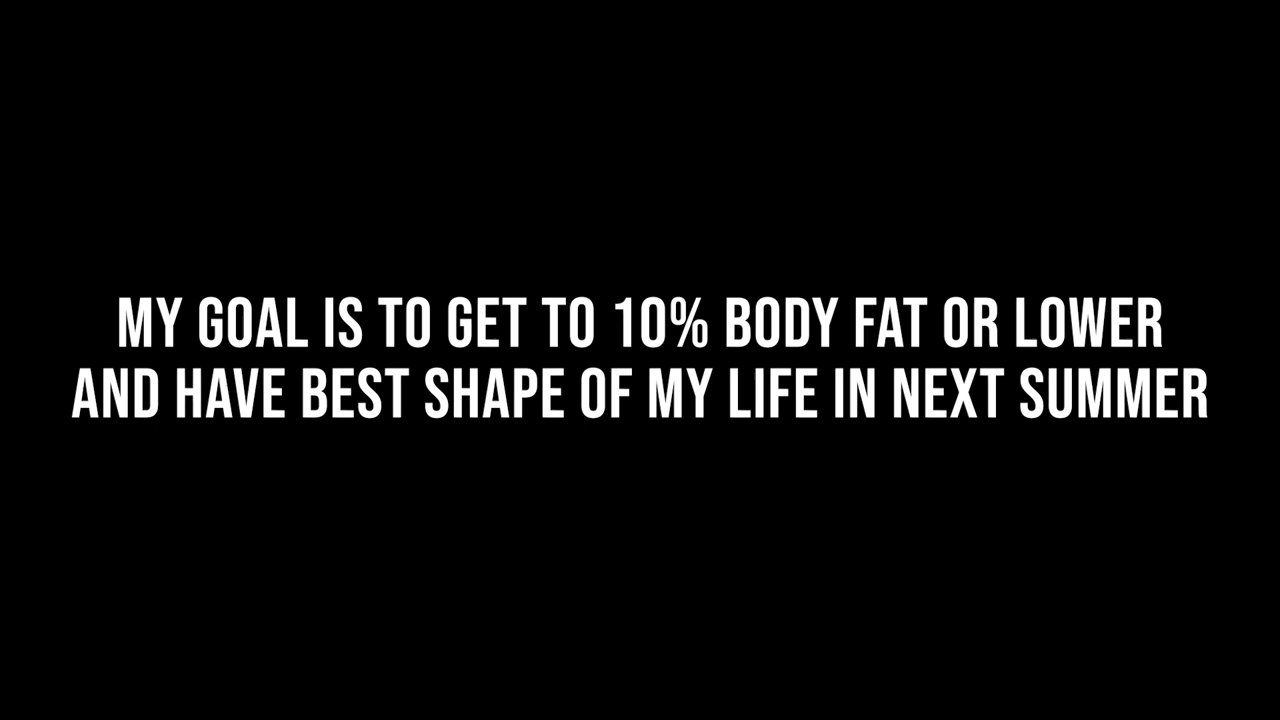 MY GOAL IS TO GET TO 10% BODY FAT OR LOWER
AND HAVE BEST SHAPE OF MY LIFE IN NEXT SUMMER